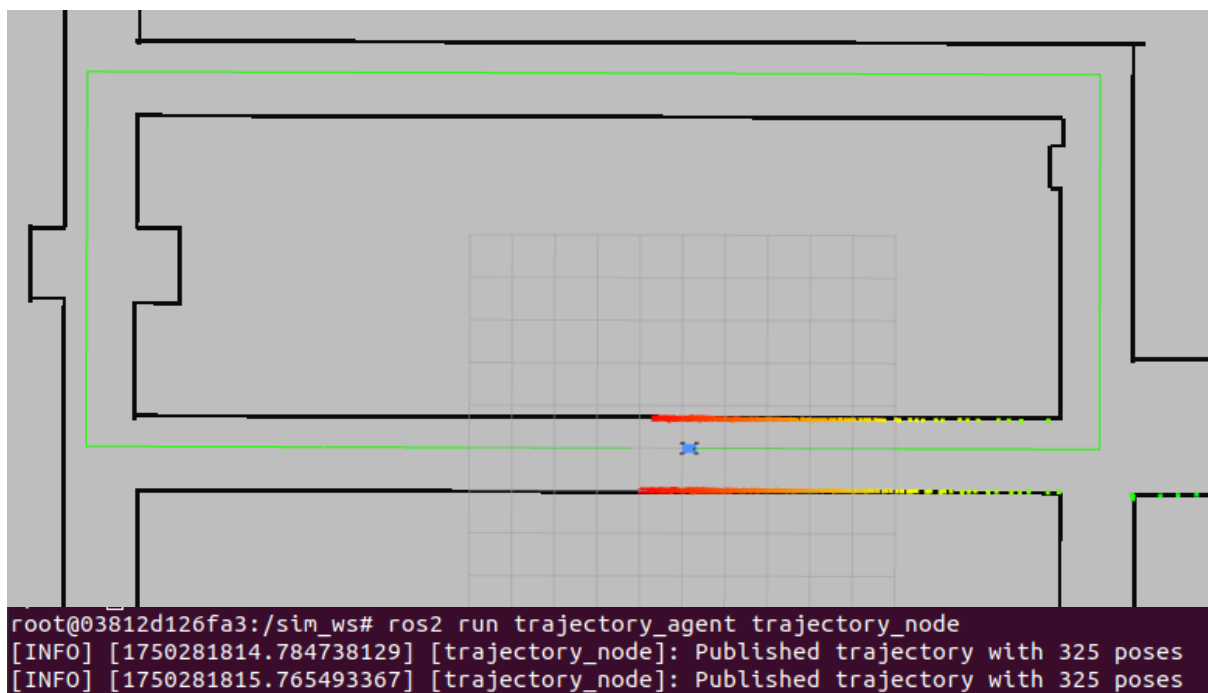 root@03812d126fa3:/sim_ws# ros2 run trajectory_agent trajectory_node
[INFO] [1750281814.784738129] [trajectory_node]: Published trajectory with 325 poses
[INFO] [1750281815.765493367] [trajectory_node]: Published trajectory with 325 poses